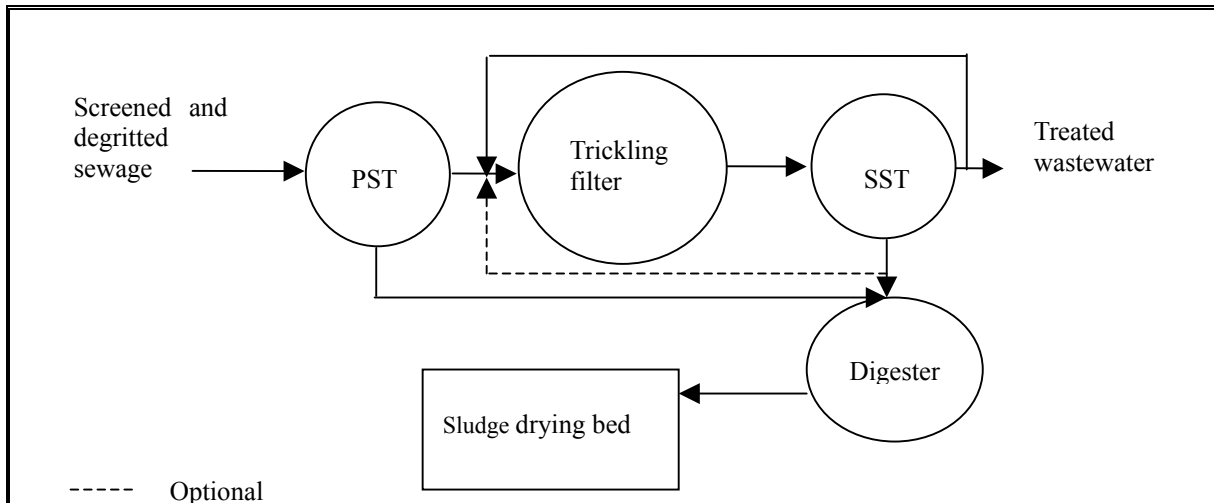 Screened and
degritted
sewage
PST
Trickling
filter
SST
Treated
wastewater
Digester
Sludge drying bed
Optional